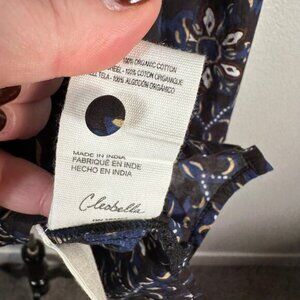 100% ORGANIC COTTON
100% COTON ORGANIQUE
100% ALGODÓN ORGÁNICO
MADE IN INDIA
FABRIQUÉ EN INDE
HECHO EN INDIA
Cleobella